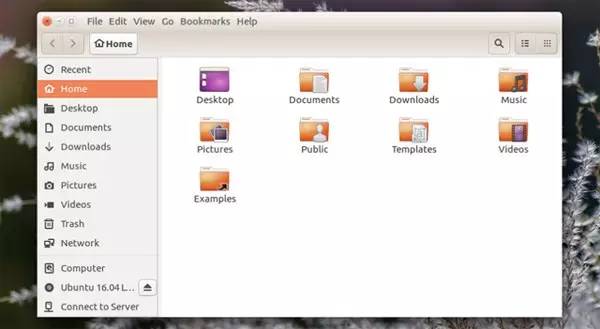 File Edit View Go Bookmarks Help
Home
Recent
Home
Desktop
Documents
Downloads
Music
Pictures
Videos
Trash
Network
Computer
Ubuntu 16.04 L...
Connect to Server
Desktop Documents Downloads Music
Pictures Public Templates Videos
Examples